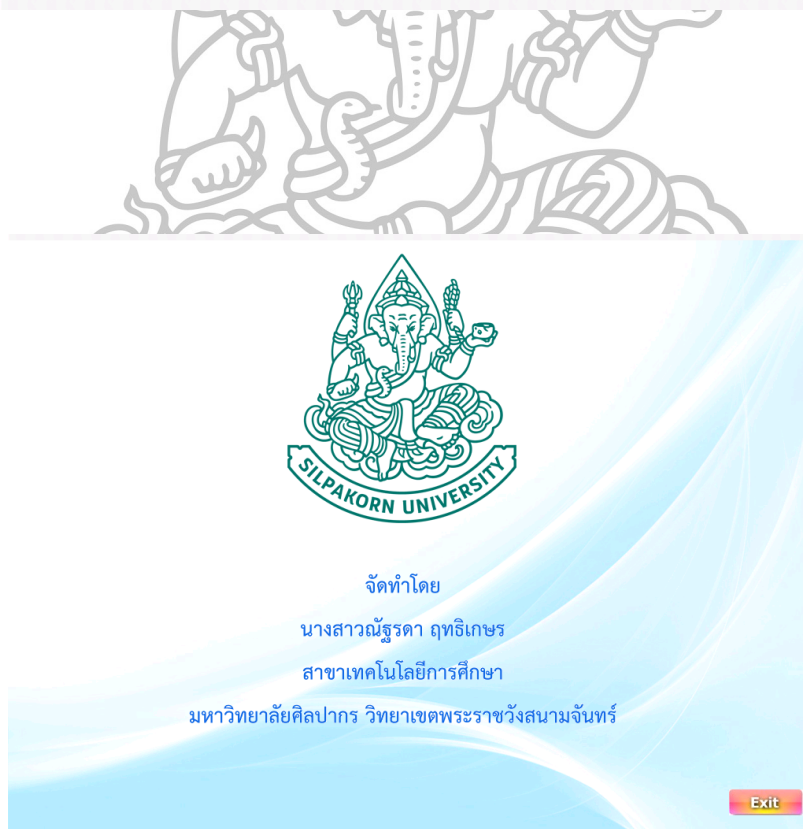 SILPAKORN UNIVERSITY
จัดทำโดย
นางสาวณัฐรดา ฤทธิเกษร
สาขาเทคโนโลยีการศึกษา
มหาวิทยาลัยศิลปากร วิทยาเขตพระราชวังสนามจันทร์
Exit